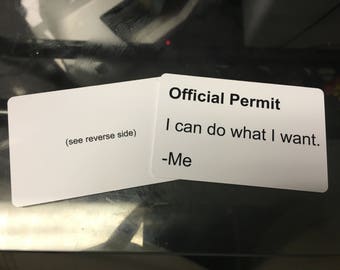 (see reverse side)
Official Permit
I can do what I want.
-Me